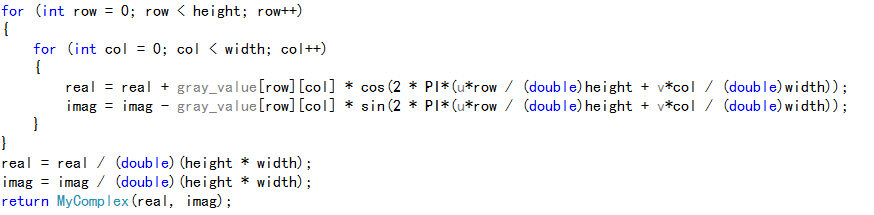 for (int row = 0; row < height; row++)
{
    for (int col = 0; col < width; col++)
    {
        real = real + gray_value[row][col] * cos(2 * PI*(u*row / (double)height + v*col / (double)width));
        imag = imag - gray_value[row][col] * sin(2 * PI*(u*row / (double)height + v*col / (double)width));
    }
}
real = real / (double)(height * width);
imag = imag / (double)(height * width);
return MyComplex(real, imag);